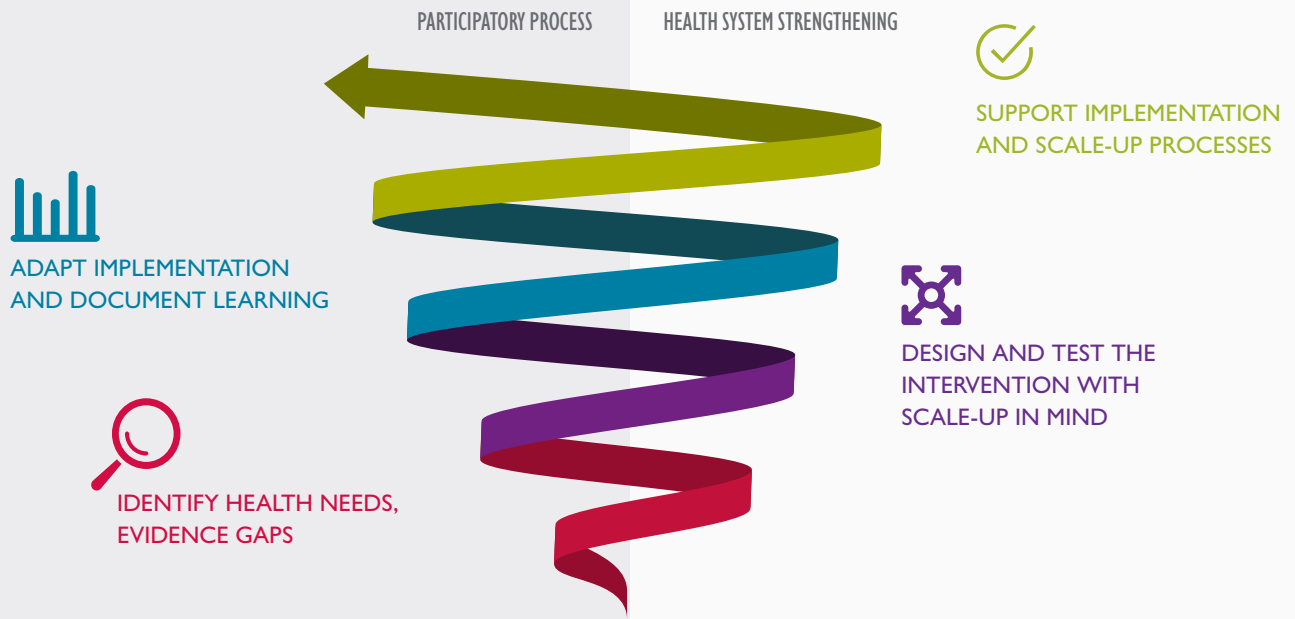 PARTICIPATORY PROCESS
HEALTH SYSTEM STRENGTHENING
SUPPORT IMPLEMENTATION
AND SCALE-UP PROCESSES
ADAPT IMPLEMENTATION
AND DOCUMENT LEARNING
DESIGN AND TEST THE
INTERVENTION WITH
SCALE-UP IN MIND
IDENTIFY HEALTH NEEDS,
EVIDENCE GAPS